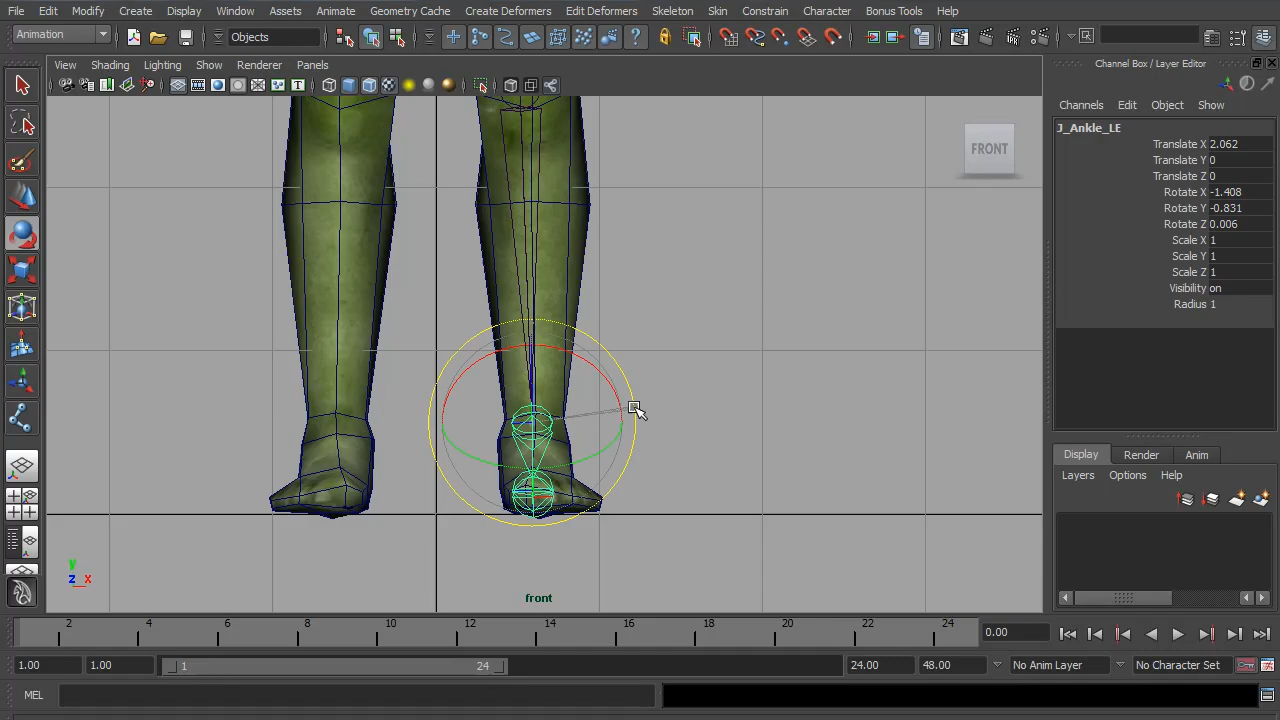 File Edit Modify Create Display Window Assets Animate Geometry Cache Create Deformers Edit Deformers Skeleton Skin Constrain Character Bonus Tools Help
Animation Objects
View Shading Lighting Show Renderer Panels
Channel Box / Layer Editor
Channels Edit Object Show
J_Ankle_LE
Translate X 2.062
Translate Y 0
Translate Z 0
Rotate X -1.408
Rotate Y -0.831
Rotate Z 0.006
Scale X 1
Scale Y 1
Scale Z 1
Visibility on
Radius 1
FRONT
Display Render Anim
Layers Options Help
y
z x
front
2 4 6 8 10 12 14 16 18 20 22 24
0.00
1.00 1.00 1 24 24.00 48.00 No Anim Layer No Character Set
MEL